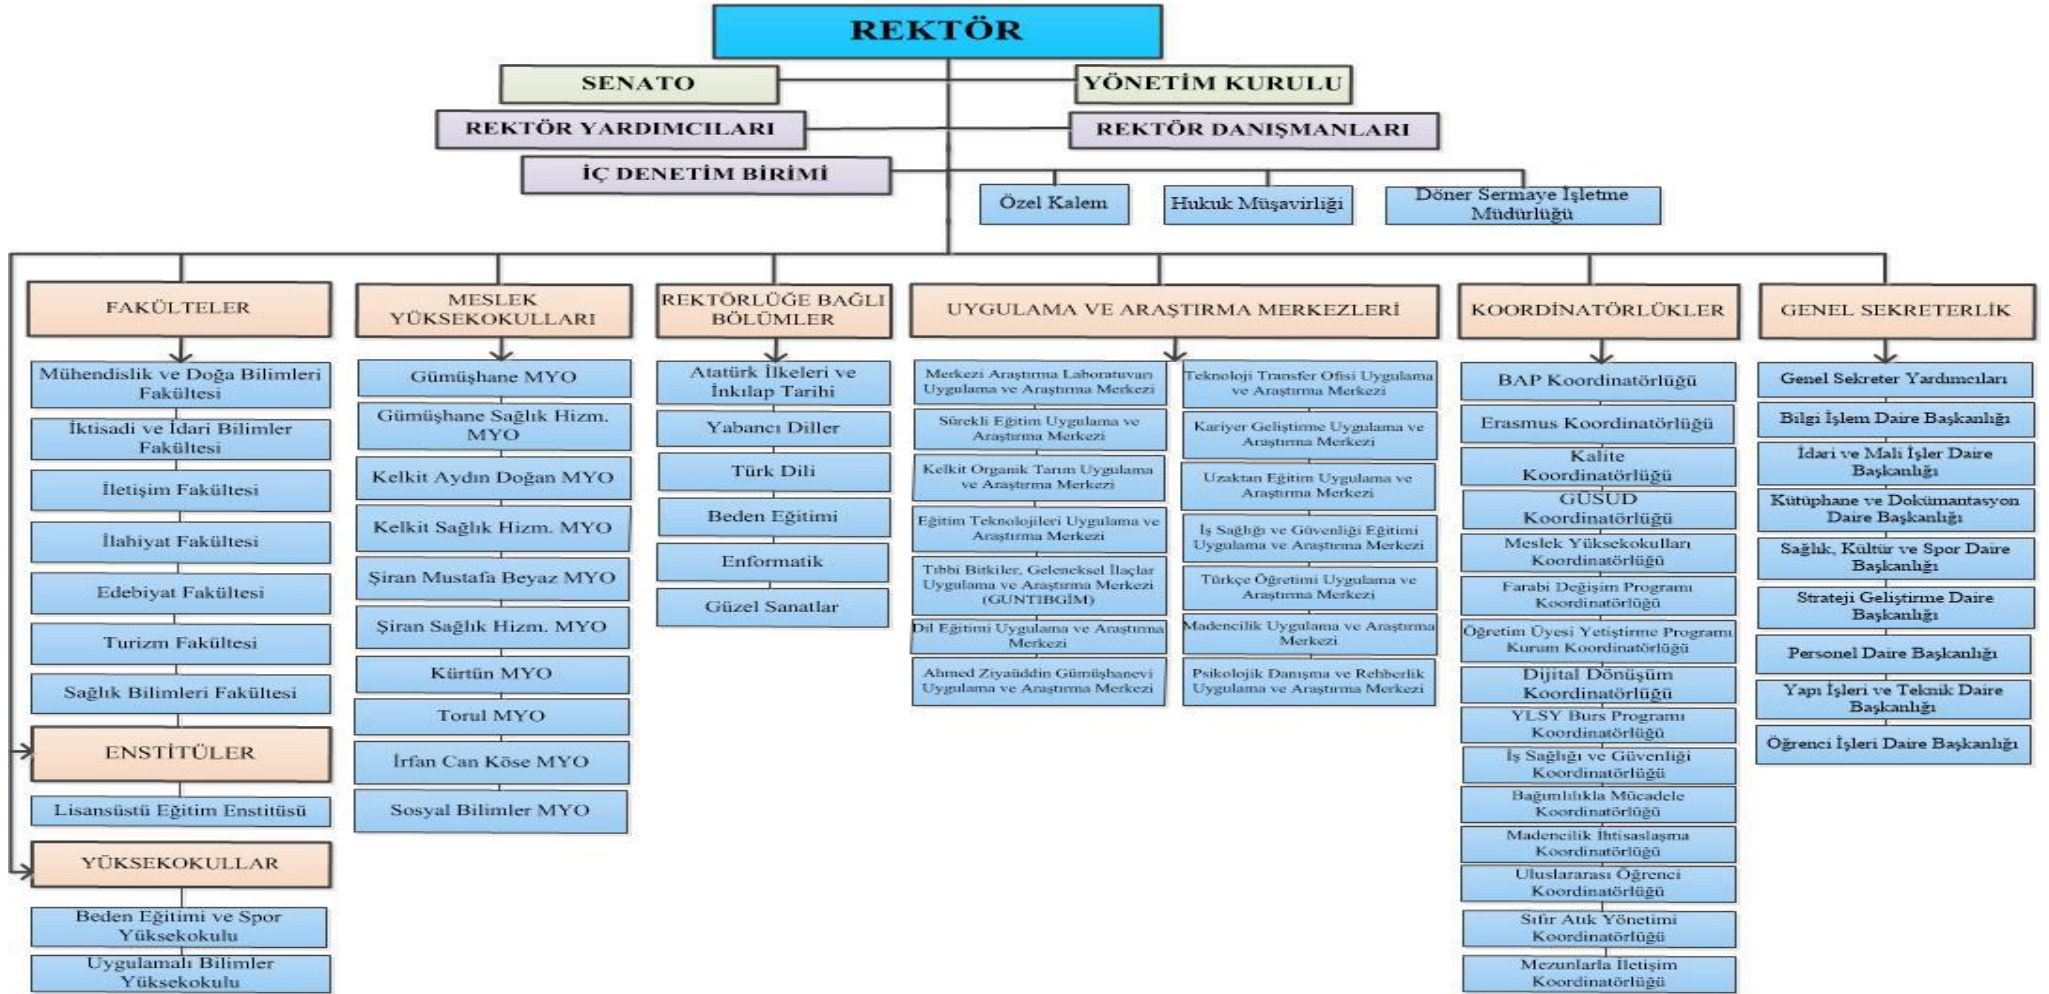 REKTÖR
SENATO
YÖNETİM KURULU
REKTÖR YARDIMCILARI
REKTÖR DANIŞMANLARI
İÇ DENETİM BİRİMİ
Özel Kalem
Hukuk Müşavirliği
Döner Sermaye İşletme
Müdürlüğü
FAKÜLTELER
Mühendislik ve Doğa Bilimleri
Fakültesi
İktisadi ve İdari Bilimler
Fakültesi
İletişim Fakültesi
İlahiyat Fakültesi
Edebiyat Fakültesi
Turizm Fakültesi
Sağlık Bilimleri Fakültesi
ENSTİTÜLER
Lisansüstü Eğitim Enstitüsü
YÜKSEKOKULLAR
Beden Eğitimi ve Spor
Yüksekokulu
Uygulamalı Bilimler
Yüksekokulu
MESLEK
YÜKSEKOKULLARI
Gümüşhane MYO
Gümüşhane Sağlık Hizm.
MYO
Kelkit Aydın Doğan MYO
Kelkit Sağlık Hizm. MYO
Şiran Mustafa Beyaz MYO
Şiran Sağlık Hizm. MYO
Kürtün MYO
Torul MYO
İrfan Can Köse MYO
Sosyal Bilimler MYO
REKTÖRLÜĞE BAĞLI
BÖLÜMLER
Atatürk İlkeleri ve
İnkılap Tarihi
Yabancı Diller
Türk Dili
Beden Eğitimi
Enformatik
Güzel Sanatlar
UYGULAMA VE ARAŞTIRMA MERKEZLERİ
Merkezi Araştırma Laboratuvarı
Uygulama ve Araştırma Merkezi
Sürekli Eğitim Uygulama ve
Araştırma Merkezi
Kelkit Organik Tarım Uygulama
ve Araştırma Merkezi
Eğitim Teknolojileri Uygulama ve
Araştırma Merkezi
Tıbbi Bitkiler, Geleneksel İlaçlar
Uygulama ve Araştırma Merkezi
(GUNTIBGİM)
Dil Eğitimi Uygulama ve Araştırma
Merkezi
Ahmed Ziyaüddin Gümüşhanevi
Uygulama ve Araştırma Merkezi
Teknoloji Transfer Ofisi Uygulama
ve Araştırma Merkezi
Kariyer Geliştirme Uygulama ve
Araştırma Merkezi
Uzaktan Eğitim Uygulama ve
Araştırma Merkezi
İş Sağlığı ve Güvenliği Eğitimi
Uygulama ve Araştırma Merkezi
Türkçe Öğretimi Uygulama ve
Araştırma Merkezi
Madencilik Uygulama ve Araştırma
Merkezi
Psikolojik Danışma ve Rehberlik
Uygulama ve Araştırma Merkezi
KOORDİNATÖRLÜKLER
BAP Koordinatörlüğü
Erasmus Koordinatörlüğü
Kalite
Koordinatörlüğü
GÜSUD
Koordinatörlüğü
Meslek Yüksekokulları
Koordinatörlüğü
Farabi Değişim Programı
Koordinatörlüğü
Öğretim Üyesi Yetiştirme Programı
Kurum Koordinatörlüğü
Dijital Dönüşüm
Koordinatörlüğü
YLSY Burs Programı
Koordinatörlüğü
İş Sağlığı ve Güvenliği
Koordinatörlüğü
Bağımlılıkla Mücadele
Koordinatörlüğü
Madencilik İhtisaslaşma
Koordinatörlüğü
Uluslararası Öğrenci
Koordinatörlüğü
Sıfır Atık Yönetimi
Koordinatörlüğü
Mezunlarla İletişim
Koordinatörlüğü
GENEL SEKRETERLİK
Genel Sekreter Yardımcıları
Bilgi İşlem Daire Başkanlığı
İdari ve Mali İşler Daire
Başkanlığı
Kütüphane ve Dokümantasyon
Daire Başkanlığı
Sağlık, Kültür ve Spor Daire
Başkanlığı
Strateji Geliştirme Daire
Başkanlığı
Personel Daire Başkanlığı
Yapı İşleri ve Teknik Daire
Başkanlığı
Öğrenci İşleri Daire Başkanlığı